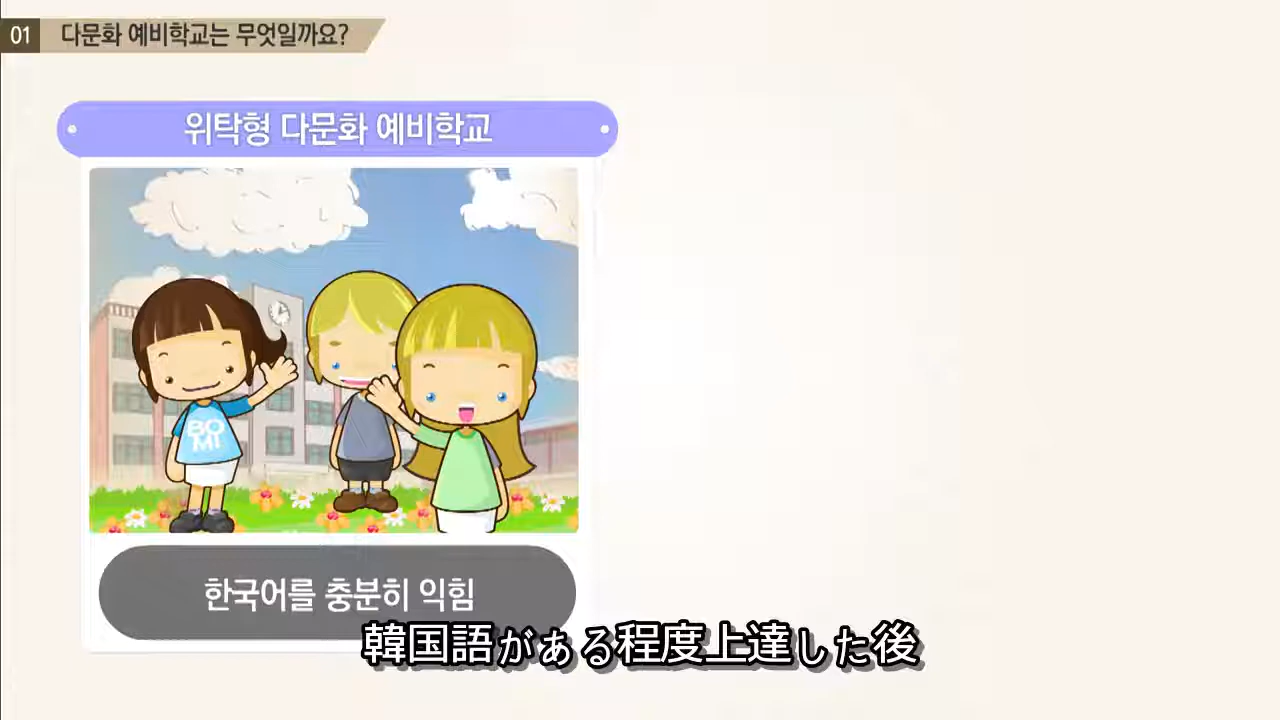 01 다문화 예비학교는 무엇일까요?
위탁형 다문화 예비학교
BO
MI
한국어를 충분히 익힘
韓国語がある程度上達した後